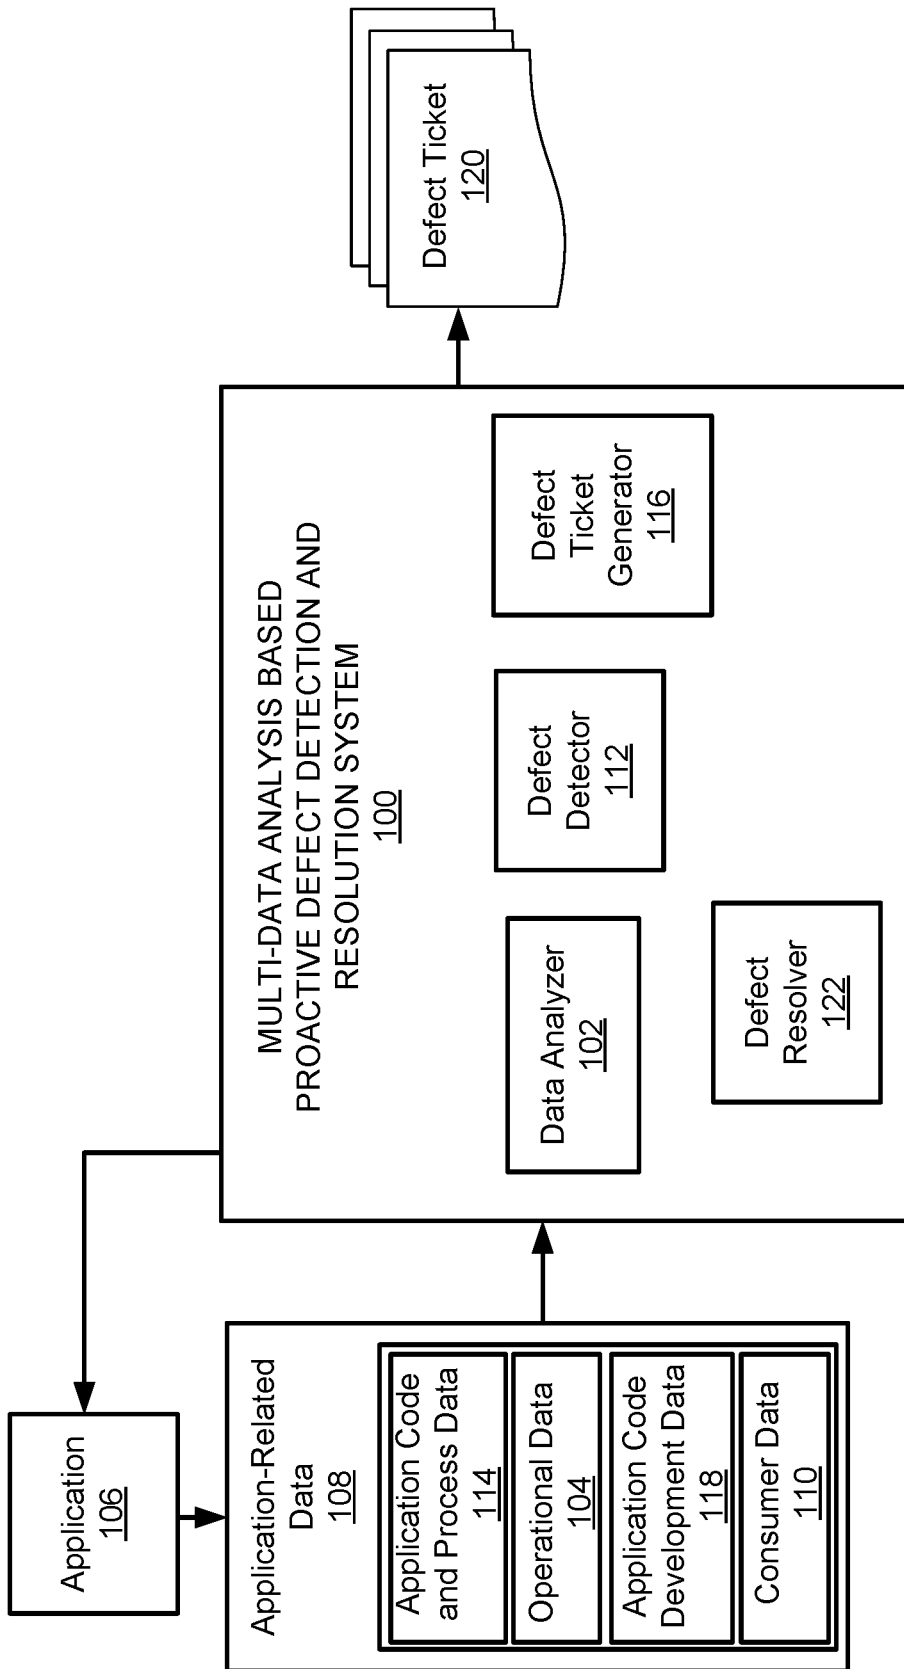 Application
106
Application-Related
Data
108
Application Code
and Process Data
114
Operational Data
104
Application Code
Development Data
118
Consumer Data
110
MULTI-DATA ANALYSIS BASED
PROACTIVE DEFECT DETECTION AND
RESOLUTION SYSTEM
100
Data Analyzer
102
Defect
Detector
112
Defect
Ticket
Generator
116
Defect
Resolver
122
Defect Ticket
120